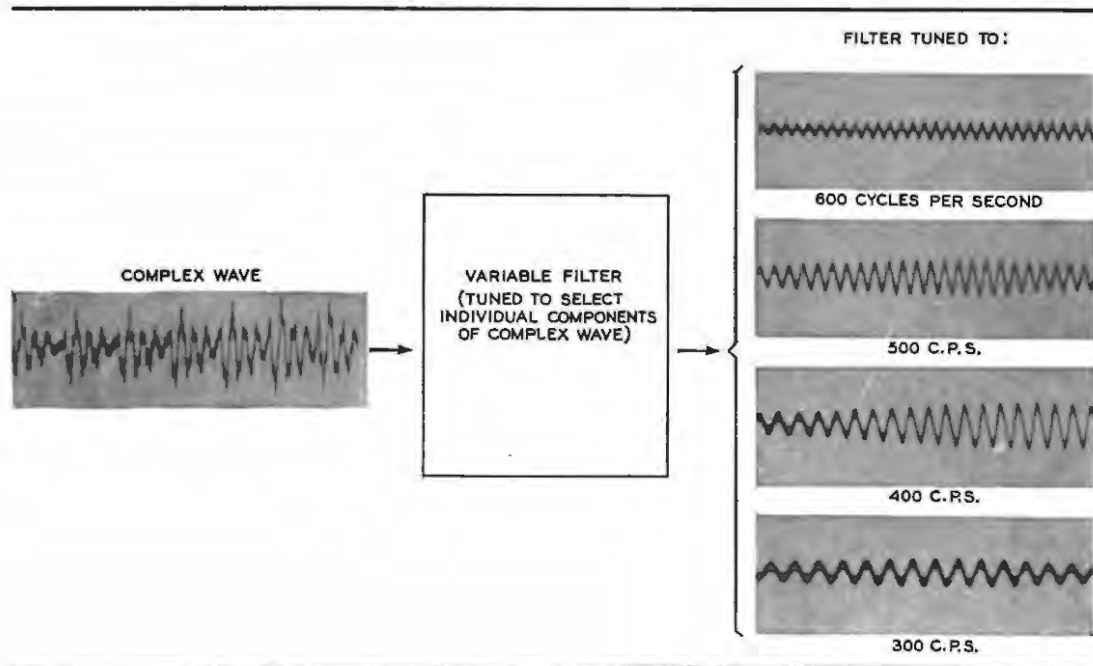 FILTER TUNED TO:
600 CYCLES PER SECOND
COMPLEX WAVE
VARIABLE FILTER
(TUNED TO SELECT
INDIVIDUAL COMPONENTS
OF COMPLEX WAVE)
500 C.P.S.
400 C.P.S.
300 C.P.S.